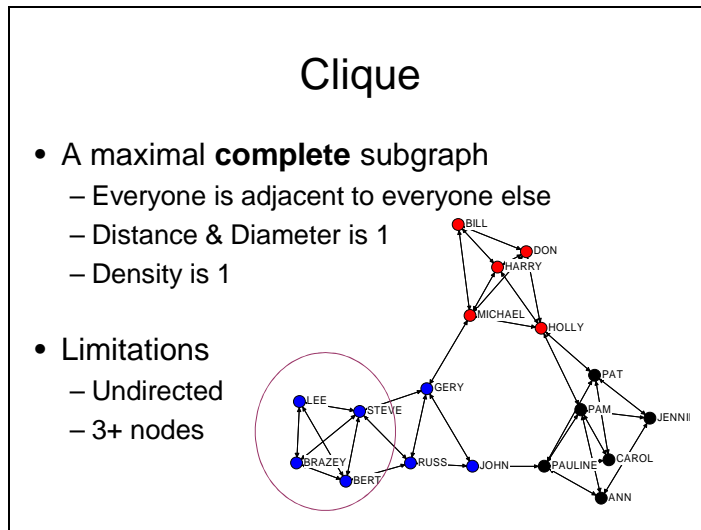 Clique
• A maximal complete subgraph
– Everyone is adjacent to everyone else
– Distance & Diameter is 1
– Density is 1
• Limitations
– Undirected
– 3+ nodes
BILL
DON
HARRY
MICHAEL
HOLLY
GERY
PAT
LEE
STEVE
PAM
JENNI
BRAZEY
BERT
RUSS
JOHN
PAULINE
CAROL
ANN